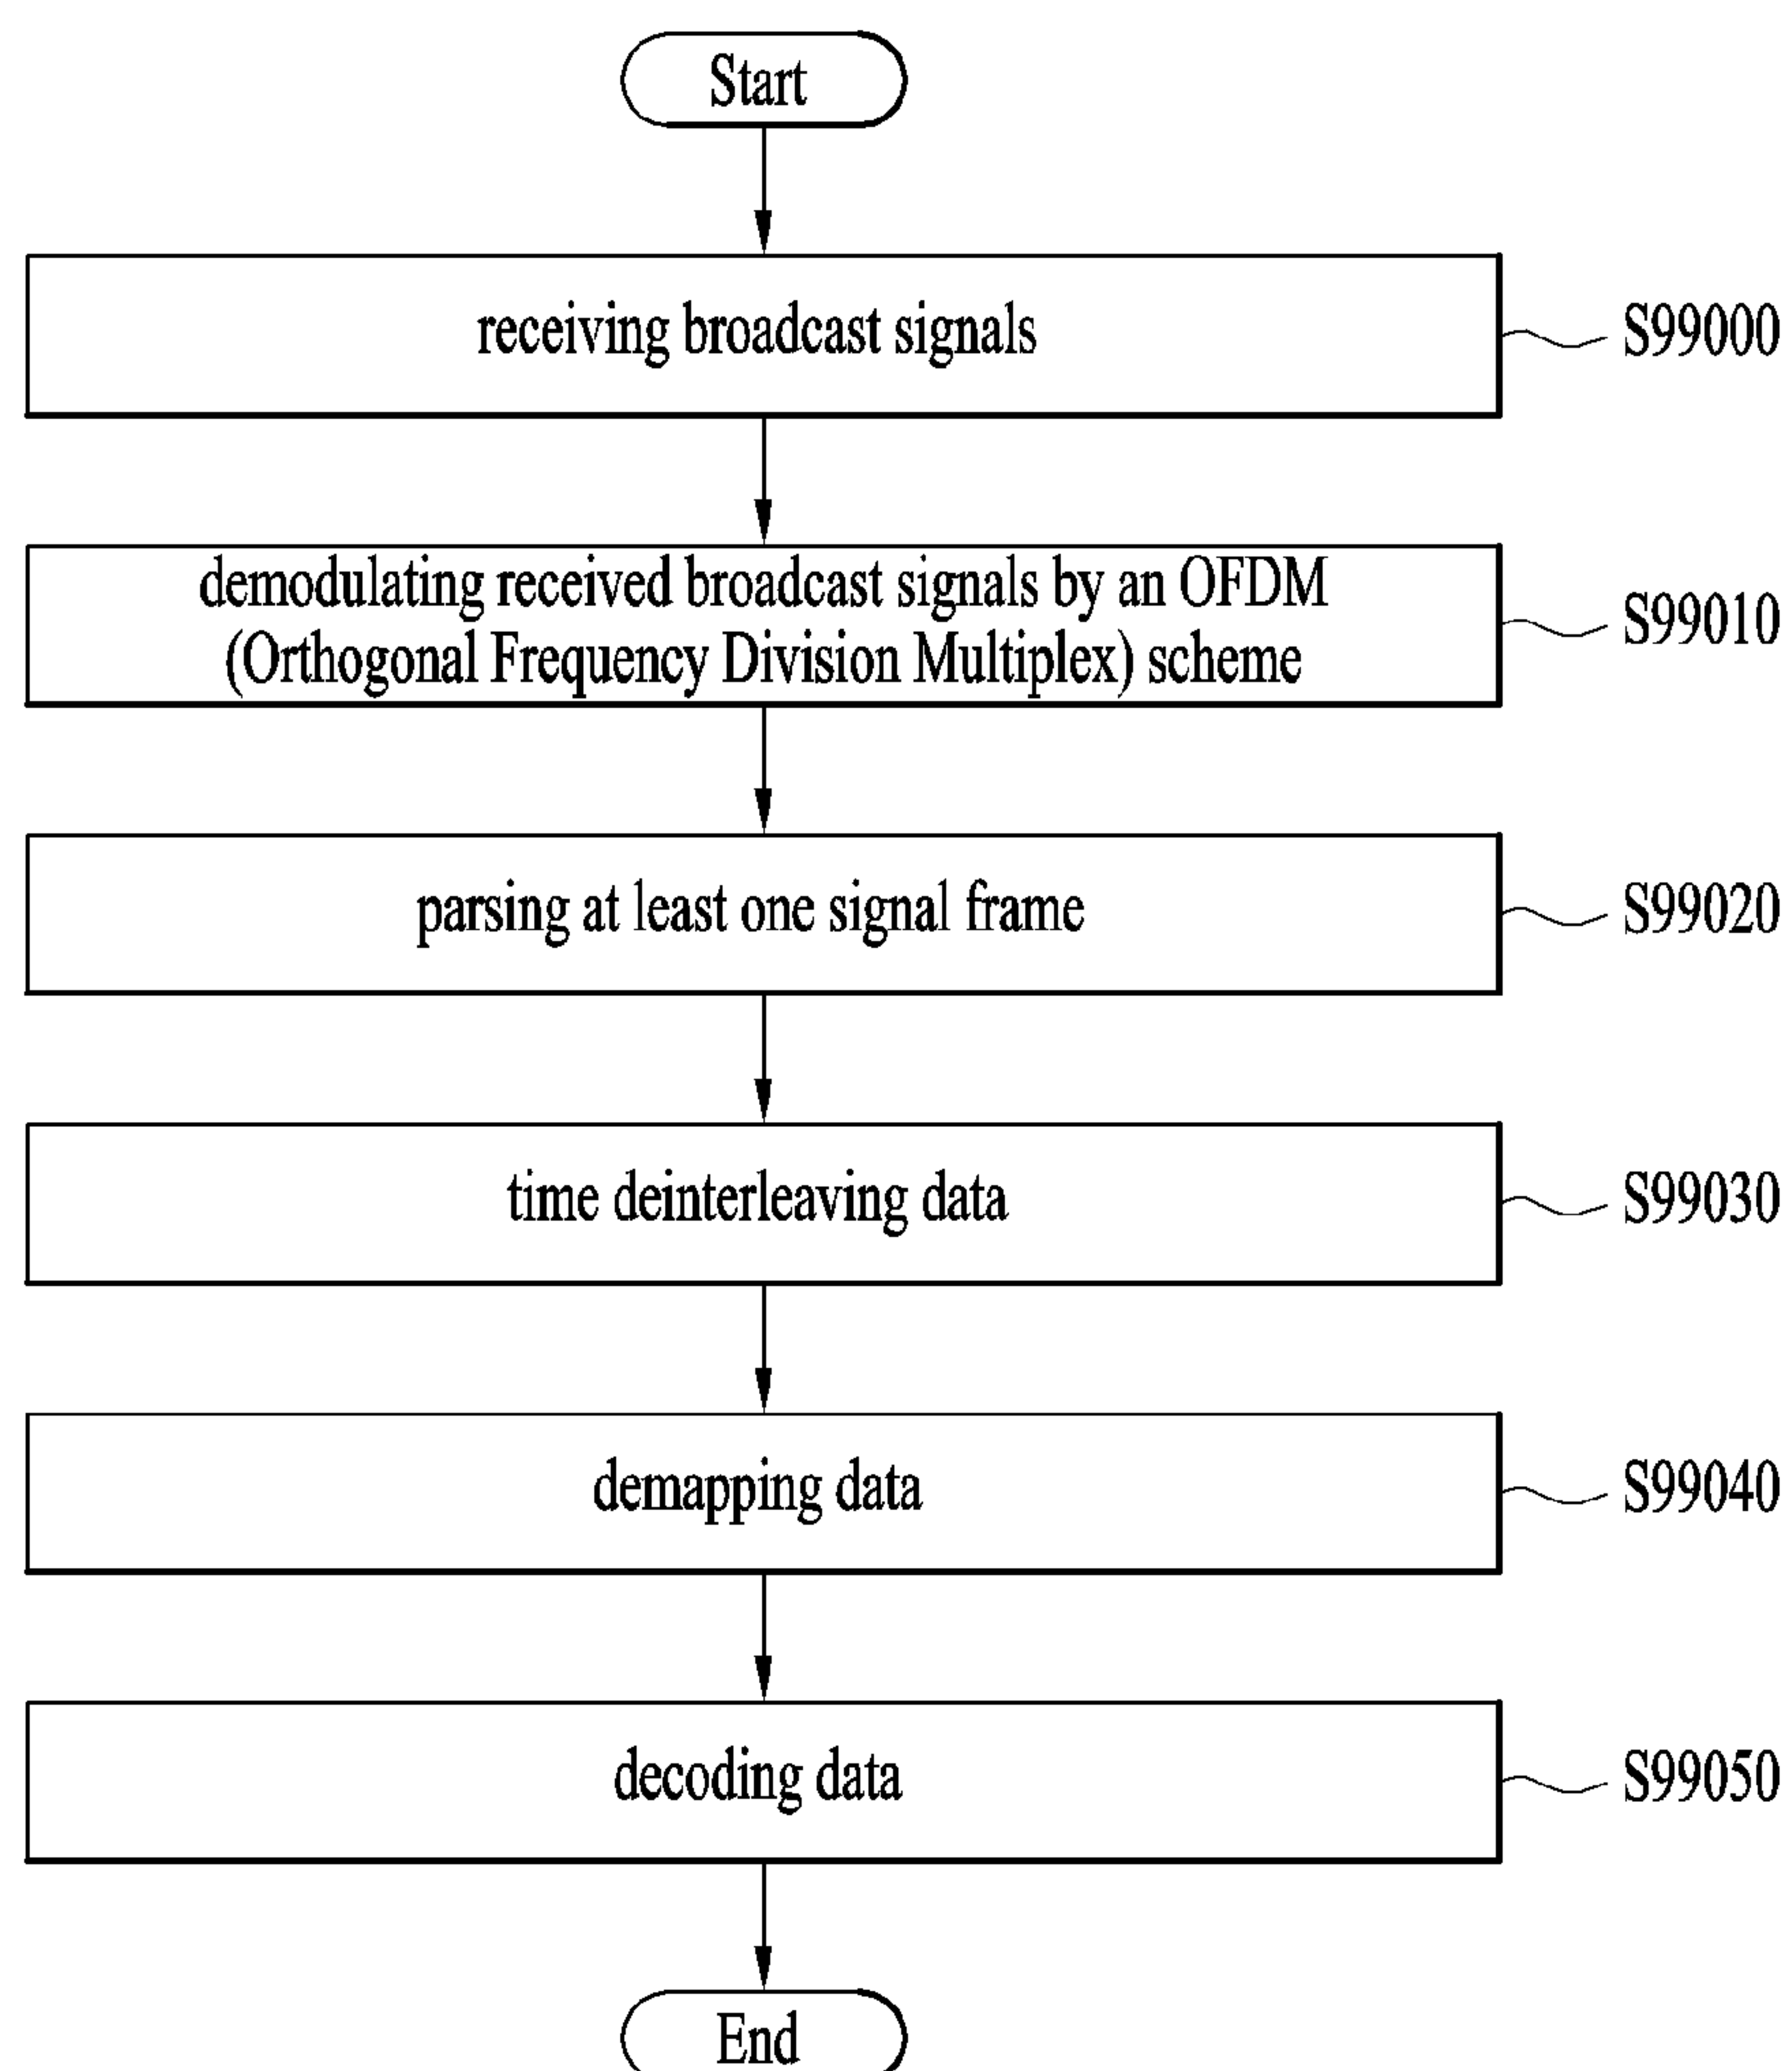 Start
receiving broadcast signals
S99000
demodulating received broadcast signals by an OFDM
(Orthogonal Frequency Division Multiplex) scheme
S99010
parsing at least one signal frame
S99020
time deinterleaving data
S99030
demapping data
S99040
decoding data
S99050
End